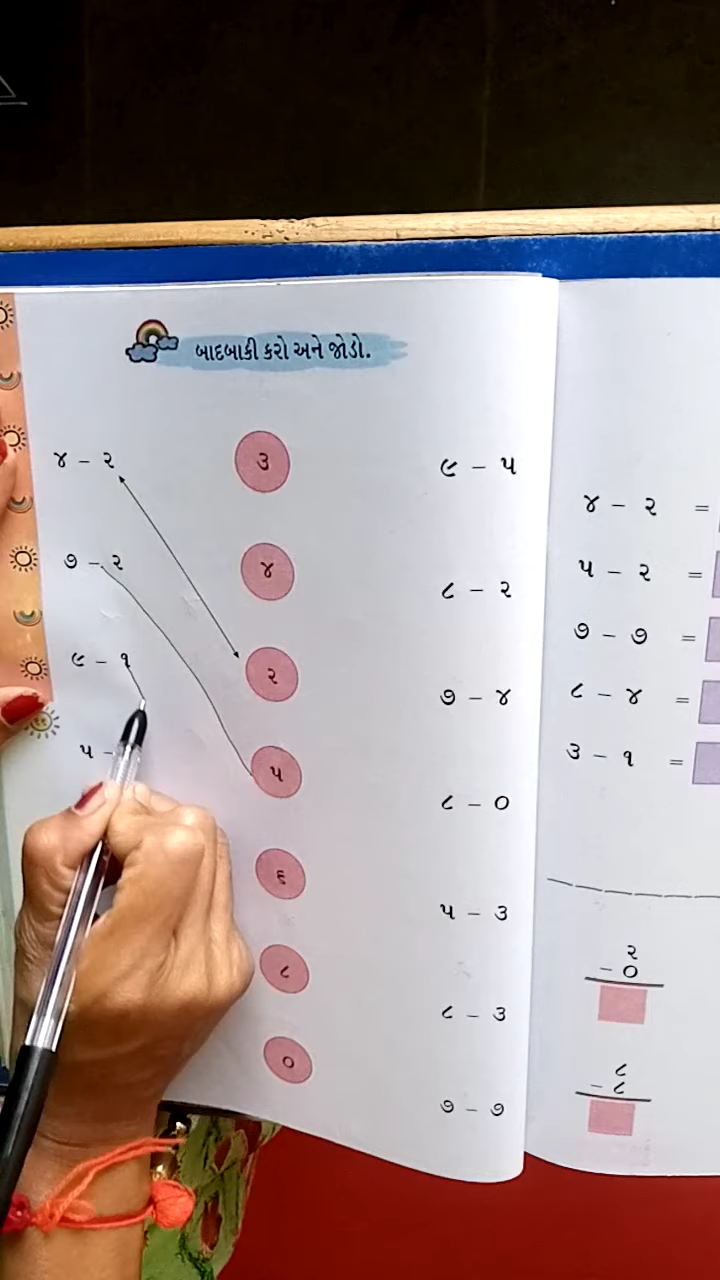 બાદબાકી કરો અને જોડો.
૪ - ૨
૭ - ૨
૯ - ૧
૫ -
૩
૪
૨
૫
૬
૮
૦
૯ - ૫
૮ - ૨
૭ - ૪
૮ - ૦
૫ - ૩
૮ - ૩
૭ - ૭
૪ - ૨ =
૫ - ૨ =
૭ - ૭ =
૮ - ૪ =
૩ - ૧ =
૨
- ૦
૮
- ૮